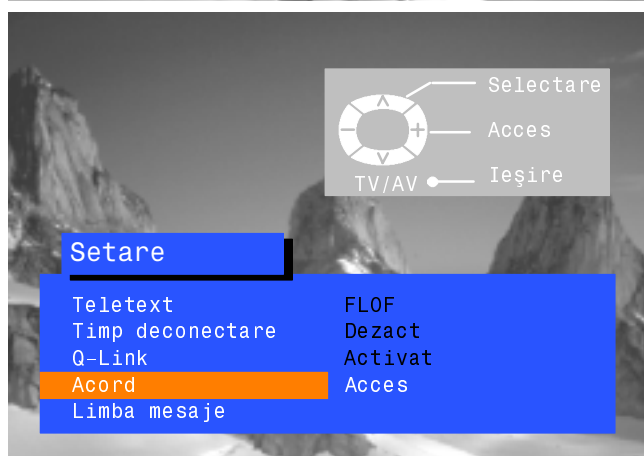 Selectare
Acces
TV/AV Ieşire
Setare
Teletext FLOF
Timp deconectare Dezact
Q-Link Activat
Acord Acces
Limba mesaje